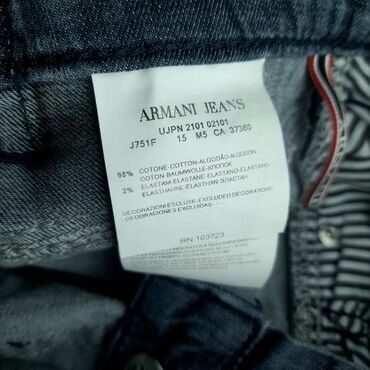 ARMANI JEANS
UJPN 2101 02101
J751F 15 M5 CA 37360
98% COTONE-COTTON-ALGODÃO ALGODÓN
COTON BAUMWOLLE-ХЛОПОК
2% ELASTAM-ELASTANE-ELASTANO-ELASTANO
ELASTHANNE-ELASTHAN ЭЛАСТАН
DECORAZIONI ESCLUSE-EXCLUDED DECORATIONS
DECORACIONES EXCLUIDAS
RN 103723